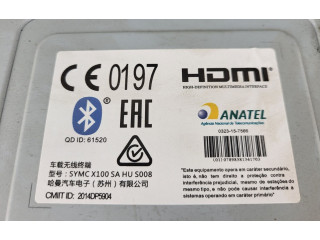 CE 0197
HDMI
HIGH-DEFINITION MULTIMEDIA INTERFACE
EAC
QD ID: 61520
ANATEL
Agência Nacional de Telecomunicações
0325-15-7586
车载无线终端
型号: SYMC X100 SA HU S008
哈曼汽车电子（苏州）有限公司
CMIIT ID: 2014DP5904
"Este equipamento opera em caráter secundário,
isto é, não tem direito a proteção contra
interferência prejudicial, mesmo de estações do
mesmo tipo, e não pode causar interferência a
sistemas operando em caráter primário."